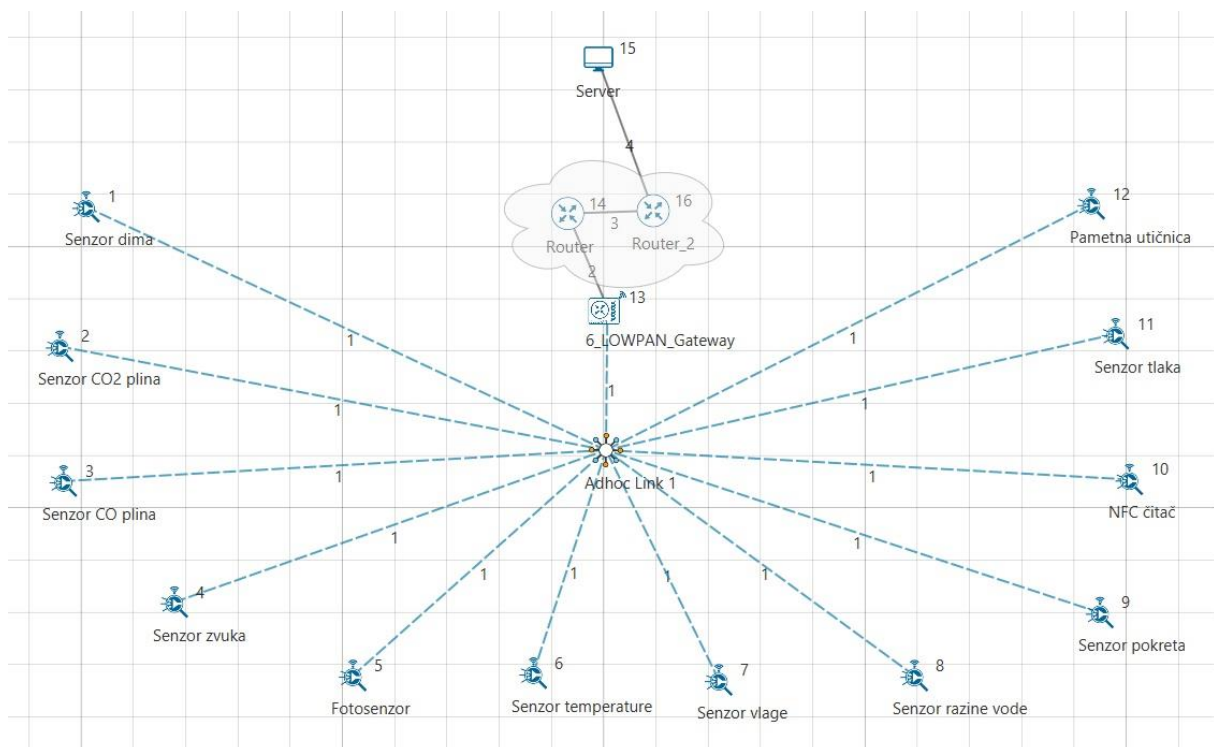 15
Server
4
1
Senzor dima
14
16
3
Router
Router_2
2
12
Pametna utičnica
13
6_LOWPAN_Gateway
2
Senzor CO2 plina
1
1
11
Senzor tlaka
1
1
1
Adhoc Link 1
3
Senzor CO plina
1
1
10
NFC čitač
4
Senzor zvuka
1
1
9
Senzor pokreta
5
Fotosenzor
1
6
Senzor temperature
1
7
Senzor vlage
1
8
Senzor razine vode
1